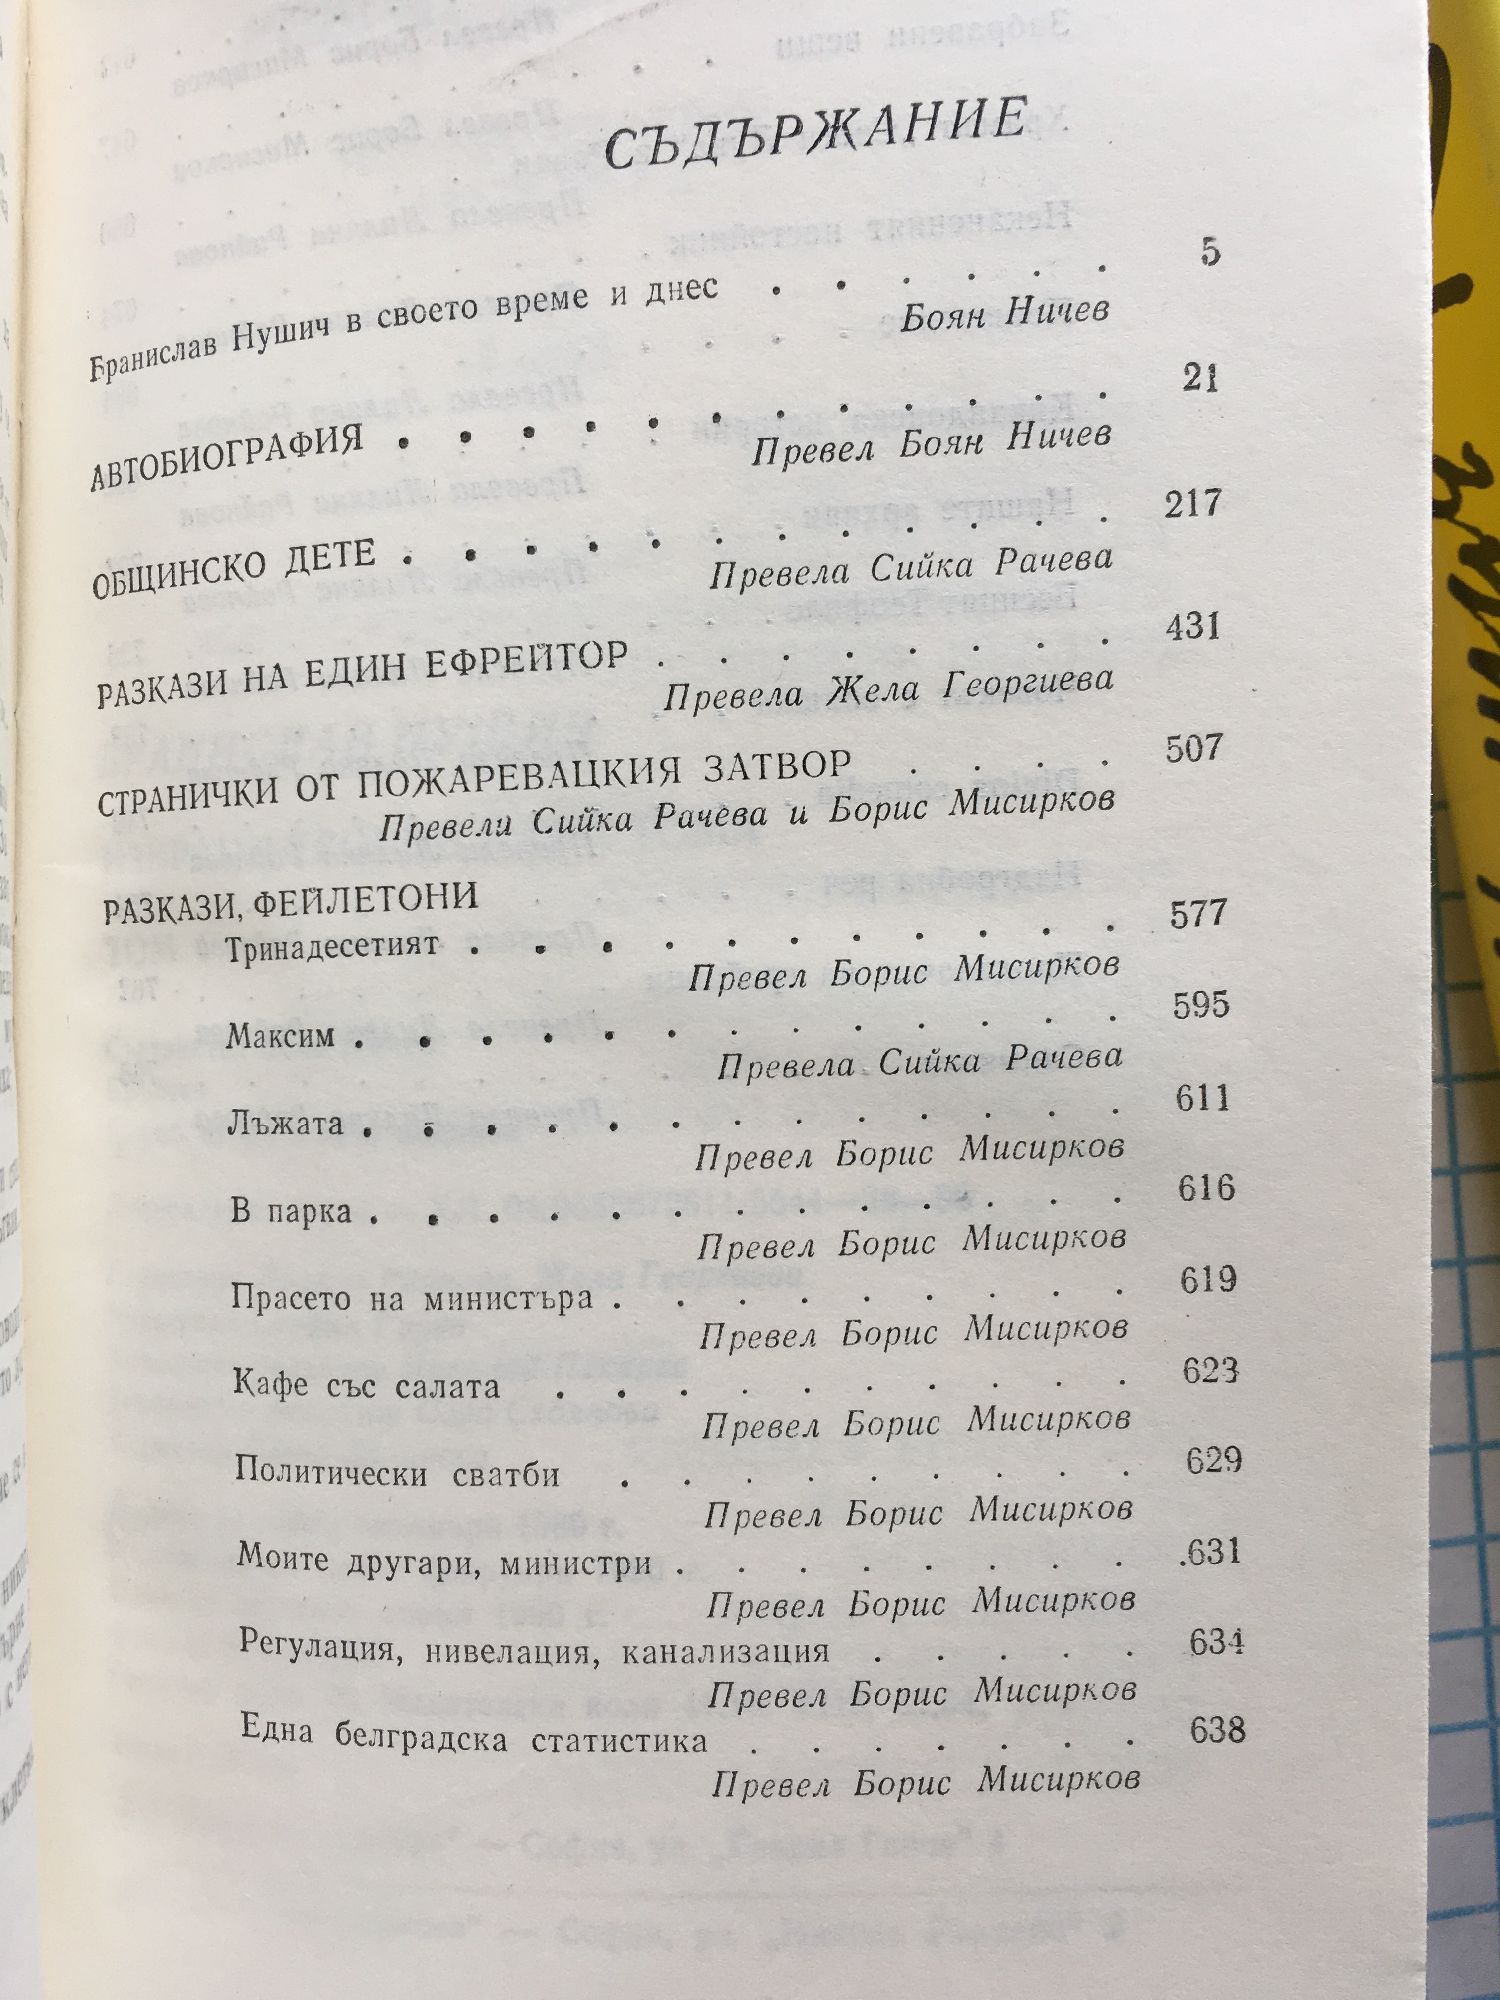 СЪДЪРЖАНИЕ
Бранислав Нушич в своето време и днес . . . . . . 5
Боян Ничев
АВТОБИОГРАФИЯ . . . . . . . . . . . . 21
Превел Боян Ничев
ОБЩИНСКО ДЕТЕ . . . . . . . . . . . . 217
Превела Сийка Рачева
РАЗКАЗИ НА ЕДИН ЕФРЕЙТОР . . . . . . . . 431
Превела Жела Георгиева
СТРАНИЧКИ ОТ ПОЖАРЕВАЦКИЯ ЗАТВОР . . . . 507
Превели Сийка Рачева и Борис Мисирков
РАЗКАЗИ, ФЕЙЛЕТОНИ
Тринадесетият . . . . . . . . . . . 577
Превел Борис Мисирков
Максим . . . . . . . . . . . . . 595
Превела Сийка Рачева
Лъжата . . . . . . . . . . . . . 611
Превел Борис Мисирков
В парка . . . . . . . . . . . . . 616
Превел Борис Мисирков
Прасето на министъра . . . . . . . . . 619
Превел Борис Мисирков
Кафе със салата . . . . . . . . . . 623
Превел Борис Мисирков
Политически сватби . . . . . . . . . 629
Превел Борис Мисирков
Моите другари, министри . . . . . . . . .631
Превел Борис Мисирков
Регулация, нивелация, канализация . . . . . 634
Превел Борис Мисирков
Една белградска статистика . . . . . . . 638
Превел Борис Мисирков